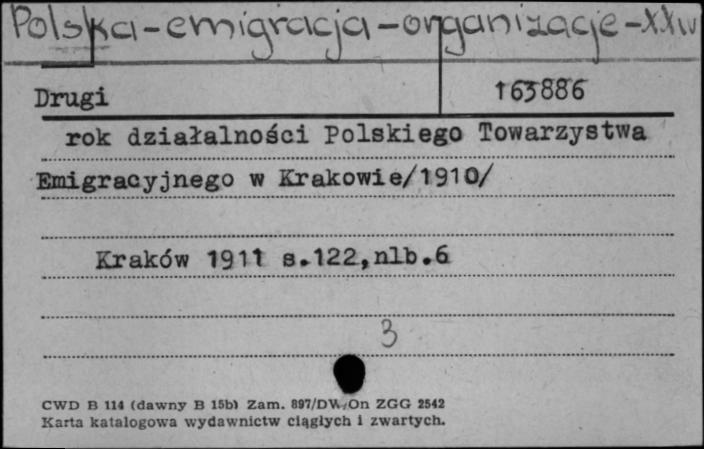 Polska-emigracja-organizacje-XXw
Drugi 163886
rok działalności Polskiego Towarzystwa
Emigracyjnego w Krakowie/1910/
Kraków 1911 s.122,nlb.6
3
CWD B 114 (dawny B 15b) Zam. 897/DW/On ZGG 2542
Karta katalogowa wydawnictw ciągłych i zwartych.